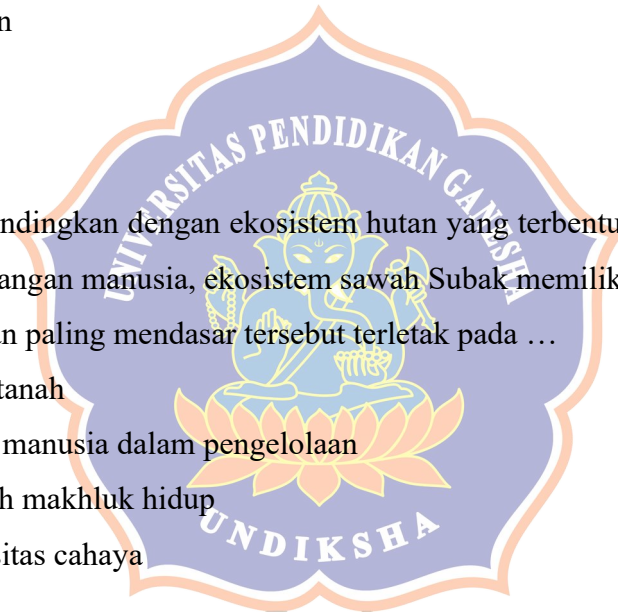 n
UNIVERSITAS PENDIDIKAN GANESHA
ndingkan dengan ekosistem hutan yang terbentu
angan manusia, ekosistem sawah Subak memilik
n paling mendasar tersebut terletak pada …
tanah
manusia dalam pengelolaan
h makhluk hidup
sitas cahaya
UNDIKSHA